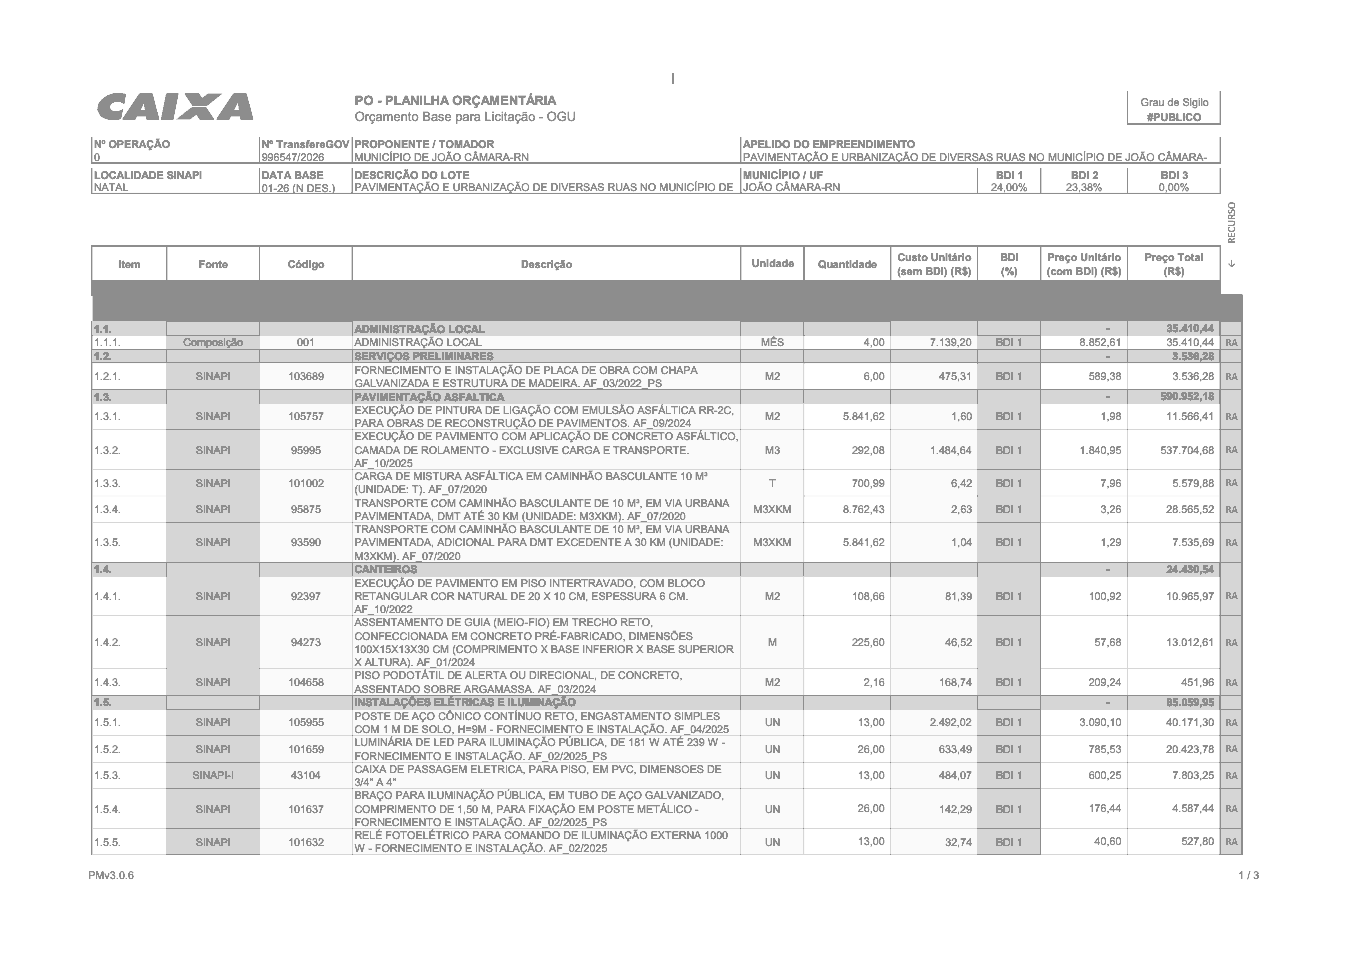 CAIXA
PO - PLANILHA ORÇAMENTÁRIA
Orçamento Base para Licitação - OGU
Grau de Sigilo
#PUBLICO
Nº OPERAÇÃO Nº TransfereGOV PROPONENTE / TOMADOR APELIDO DO EMPREENDIMENTO
0 996547/2026 MUNICÍPIO DE JOÃO CÂMARA-RN PAVIMENTAÇÃO E URBANIZAÇÃO DE DIVERSAS RUAS NO MUNICÍPIO DE JOÃO CÂMARA-
LOCALIDADE SINAPI DATA BASE DESCRIÇÃO DO LOTE MUNICÍPIO / UF BDI 1 BDI 2 BDI 3
NATAL 01-26 (N DES.) PAVIMENTAÇÃO E URBANIZAÇÃO DE DIVERSAS RUAS NO MUNICÍPIO DE JOÃO CÂMARA-RN 24,00% 23,38% 0,00%
RECURSO
Item Fonte Código Descrição Unidade Quantidade Custo Unitário (sem BDI) (R$) BDI (%) Preço Unitário (com BDI) (R$) Preço Total (R$) ↓
1.1. ADMINISTRAÇÃO LOCAL - 35.410,44
1.1.1. Composição 001 ADMINISTRAÇÃO LOCAL MÊS 4,00 7.139,20 BDI 1 8.852,61 35.410,44 RA
1.2. SERVIÇOS PRELIMINARES - 3.536,28
1.2.1. SINAPI 103689 FORNECIMENTO E INSTALAÇÃO DE PLACA DE OBRA COM CHAPA
GALVANIZADA E ESTRUTURA DE MADEIRA. AF_03/2022_PS M2 6,00 475,31 BDI 1 589,38 3.536,28 RA
1.3. PAVIMENTAÇÃO ASFALTICA - 590.952,18
1.3.1. SINAPI 105757 EXECUÇÃO DE PINTURA DE LIGAÇÃO COM EMULSÃO ASFÁLTICA RR-2C,
PARA OBRAS DE RECONSTRUÇÃO DE PAVIMENTOS. AF_09/2024 M2 5.841,62 1,60 BDI 1 1,98 11.566,41 RA
1.3.2. SINAPI 95995 EXECUÇÃO DE PAVIMENTO COM APLICAÇÃO DE CONCRETO ASFÁLTICO,
CAMADA DE ROLAMENTO - EXCLUSIVE CARGA E TRANSPORTE.
AF_10/2025 M3 292,08 1.484,64 BDI 1 1.840,95 537.704,68 RA
1.3.3. SINAPI 101002 CARGA DE MISTURA ASFÁLTICA EM CAMINHÃO BASCULANTE 10 M³
(UNIDADE: T). AF_07/2020 T 700,99 6,42 BDI 1 7,96 5.579,88 RA
1.3.4. SINAPI 95875 TRANSPORTE COM CAMINHÃO BASCULANTE DE 10 M³, EM VIA URBANA
PAVIMENTADA, DMT ATÉ 30 KM (UNIDADE: M3XKM). AF_07/2020 M3XKM 8.762,43 2,63 BDI 1 3,26 28.565,52 RA
1.3.5. SINAPI 93590 TRANSPORTE COM CAMINHÃO BASCULANTE DE 10 M³, EM VIA URBANA
PAVIMENTADA, ADICIONAL PARA DMT EXCEDENTE A 30 KM (UNIDADE:
M3XKM). AF_07/2020 M3XKM 5.841,62 1,04 BDI 1 1,29 7.535,69 RA
1.4. CANTEIROS - 24.430,54
1.4.1. SINAPI 92397 EXECUÇÃO DE PAVIMENTO EM PISO INTERTRAVADO, COM BLOCO
RETANGULAR COR NATURAL DE 20 X 10 CM, ESPESSURA 6 CM.
AF_10/2022 M2 108,66 81,39 BDI 1 100,92 10.965,97 RA
1.4.2. SINAPI 94273 ASSENTAMENTO DE GUIA (MEIO-FIO) EM TRECHO RETO,
CONFECCIONADA EM CONCRETO PRÉ-FABRICADO, DIMENSÕES
100X15X13X30 CM (COMPRIMENTO X BASE INFERIOR X BASE SUPERIOR
X ALTURA). AF_01/2024 M 225,60 46,52 BDI 1 57,68 13.012,61 RA
1.4.3. SINAPI 104658 PISO PODOTÁTIL DE ALERTA OU DIRECIONAL, DE CONCRETO,
ASSENTADO SOBRE ARGAMASSA. AF_03/2024 M2 2,16 168,74 BDI 1 209,24 451,96 RA
1.5. INSTALAÇÕES ELÉTRICAS E ILUMINAÇÃO - 85.059,95
1.5.1. SINAPI 105955 POSTE DE AÇO CÔNICO CONTÍNUO RETO, ENGASTAMENTO SIMPLES
COM 1 M DE SOLO, H=9M - FORNECIMENTO E INSTALAÇÃO. AF_04/2025 UN 13,00 2.492,02 BDI 1 3.090,10 40.171,30 RA
1.5.2. SINAPI 101659 LUMINÁRIA DE LED PARA ILUMINAÇÃO PÚBLICA, DE 181 W ATÉ 239 W -
FORNECIMENTO E INSTALAÇÃO. AF_02/2025_PS UN 26,00 633,49 BDI 1 785,53 20.423,78 RA
1.5.3. SINAPI-I 43104 CAIXA DE PASSAGEM ELETRICA, PARA PISO, EM PVC, DIMENSOES DE
3/4" A 4" UN 13,00 484,07 BDI 1 600,25 7.803,25 RA
1.5.4. SINAPI 101637 BRAÇO PARA ILUMINAÇÃO PÚBLICA, EM TUBO DE AÇO GALVANIZADO,
COMPRIMENTO DE 1,50 M, PARA FIXAÇÃO EM POSTE METÁLICO -
FORNECIMENTO E INSTALAÇÃO. AF_02/2025_PS UN 26,00 142,29 BDI 1 176,44 4.587,44 RA
1.5.5. SINAPI 101632 RELÉ FOTOELÉTRICO PARA COMANDO DE ILUMINAÇÃO EXTERNA 1000
W - FORNECIMENTO E INSTALAÇÃO. AF_02/2025 UN 13,00 32,74 BDI 1 40,60 527,80 RA
PMv3.0.6 1 / 3